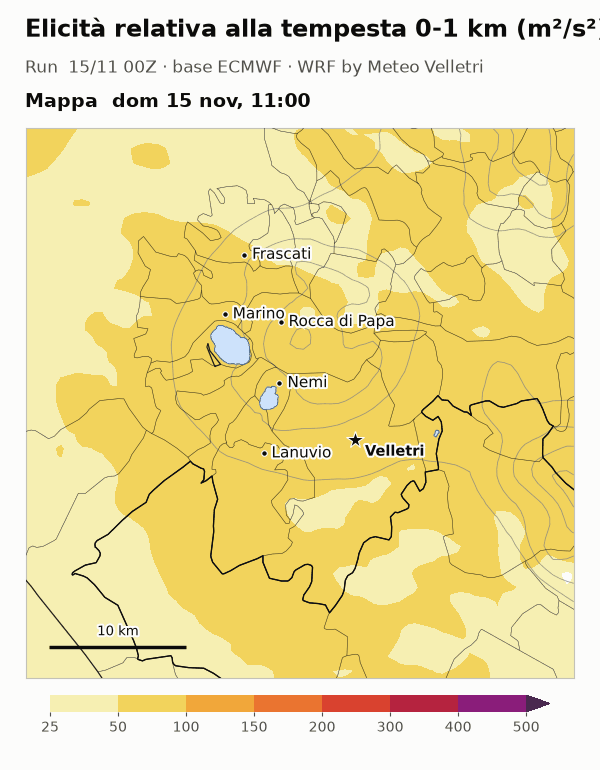 Elicità relativa alla tempesta 0-1 km (m²/s²)
Run 15/11 00Z · base ECMWF · WRF by Meteo Velletri
Mappa dom 15 nov, 11:00
Frascati
Marino
Rocca di Papa
Nemi
Velletri
Lanuvio
10 km
25 50 100 150 200 300 400 500